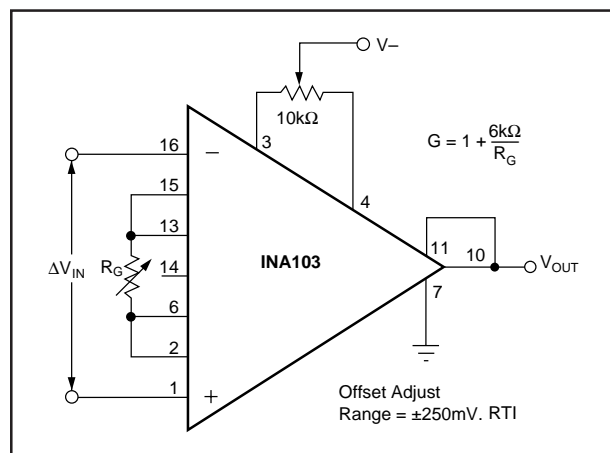 V–
10kΩ
3
4
G = 1 + 6kΩ
R_G
16
–
15
13
R_G
14
ΔV_IN
6
2
1
+
INA103
11
10
V_OUT
7
Offset Adjust
Range = ±250mV. RTI